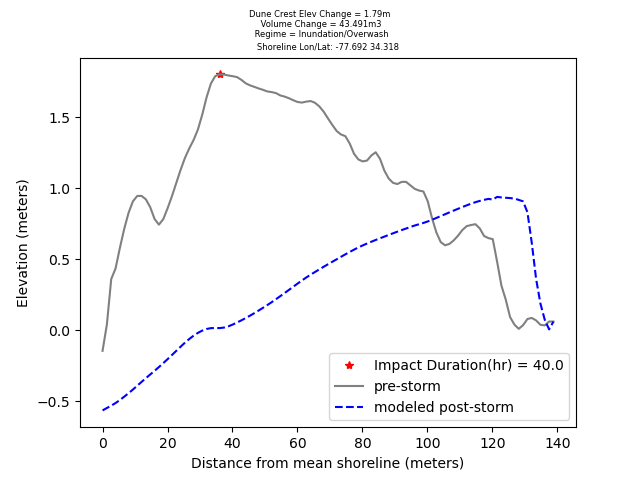 Dune Crest Elev Change = 1.79m
Volume Change = 43.491m3
Regime = Inundation/Overwash
Shoreline Lon/Lat: -77.692 34.318
Elevation (meters)
1.5
1.0
0.5
0.0
−0.5
Impact Duration(hr) = 40.0
pre-storm
modeled post-storm
0 20 40 60 80 100 120 140
Distance from mean shoreline (meters)